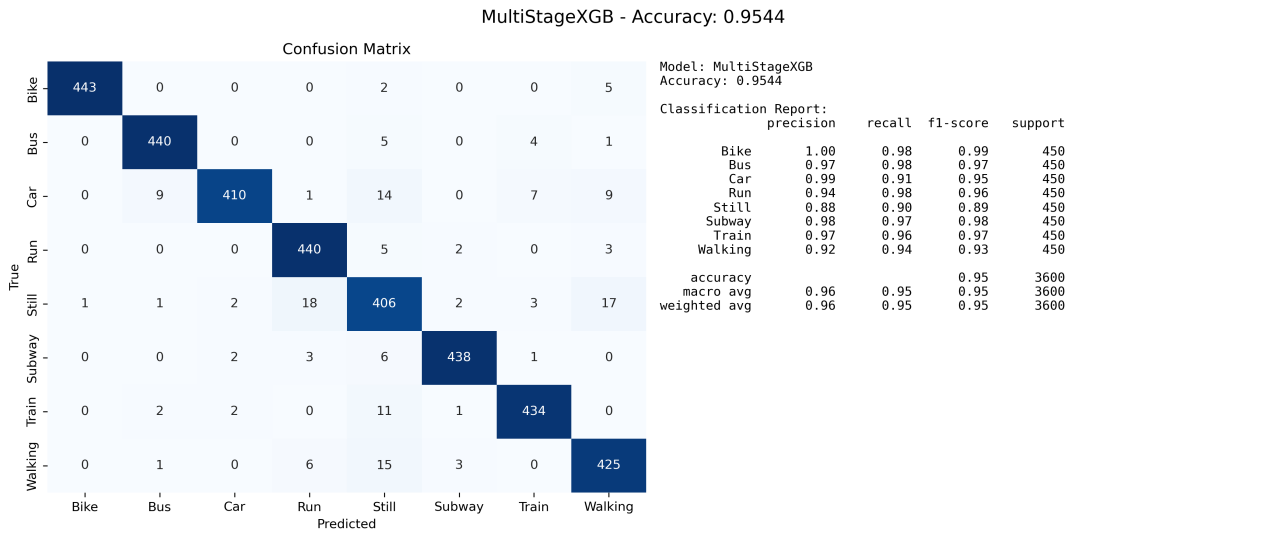 MultiStageXGB - Accuracy: 0.9544
Confusion Matrix
True
Bike 443 0 0 0 2 0 0 5
Bus 0 440 0 0 5 0 4 1
Car 0 9 410 1 14 0 7 9
Run 0 0 0 440 5 2 0 3
Still 1 1 2 18 406 2 3 17
Subway 0 0 2 3 6 438 1 0
Train 0 2 2 0 11 1 434 0
Walking 0 1 0 6 15 3 0 425
Bike Bus Car Run Still Subway Train Walking
Predicted
Model: MultiStageXGB
Accuracy: 0.9544
Classification Report:
precision recall f1-score support
Bike 1.00 0.98 0.99 450
Bus 0.97 0.98 0.97 450
Car 0.99 0.91 0.95 450
Run 0.94 0.98 0.96 450
Still 0.88 0.90 0.89 450
Subway 0.98 0.97 0.98 450
Train 0.97 0.96 0.97 450
Walking 0.92 0.94 0.93 450
accuracy 0.95 3600
macro avg 0.96 0.95 0.95 3600
weighted avg 0.96 0.95 0.95 3600